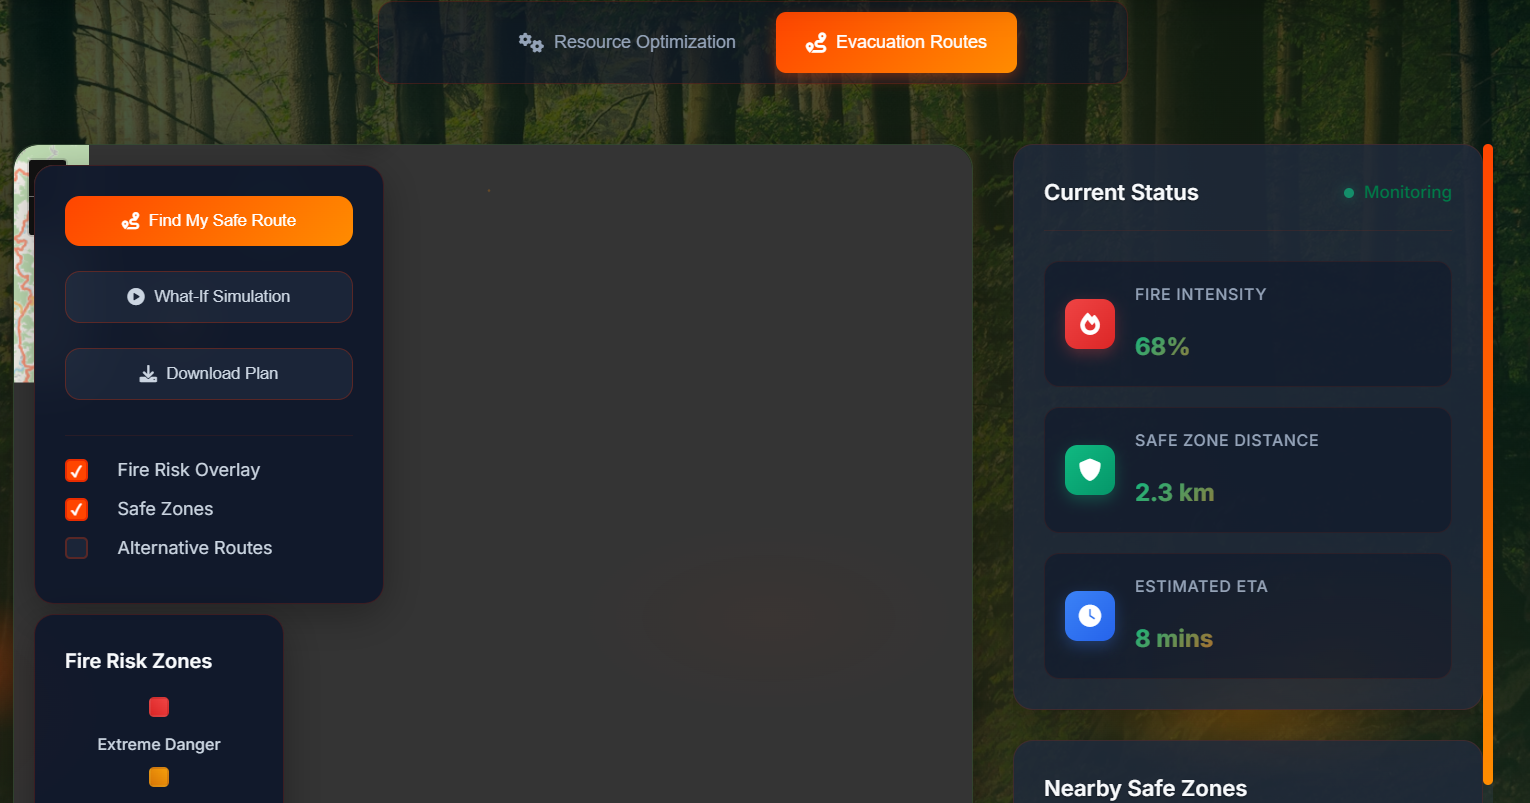 Resource Optimization
Evacuation Routes
Find My Safe Route
What-If Simulation
Download Plan
Fire Risk Overlay
Safe Zones
Alternative Routes
Fire Risk Zones
Extreme Danger
Current Status
Monitoring
FIRE INTENSITY
68%
SAFE ZONE DISTANCE
2.3 km
ESTIMATED ETA
8 mins
Nearby Safe Zones